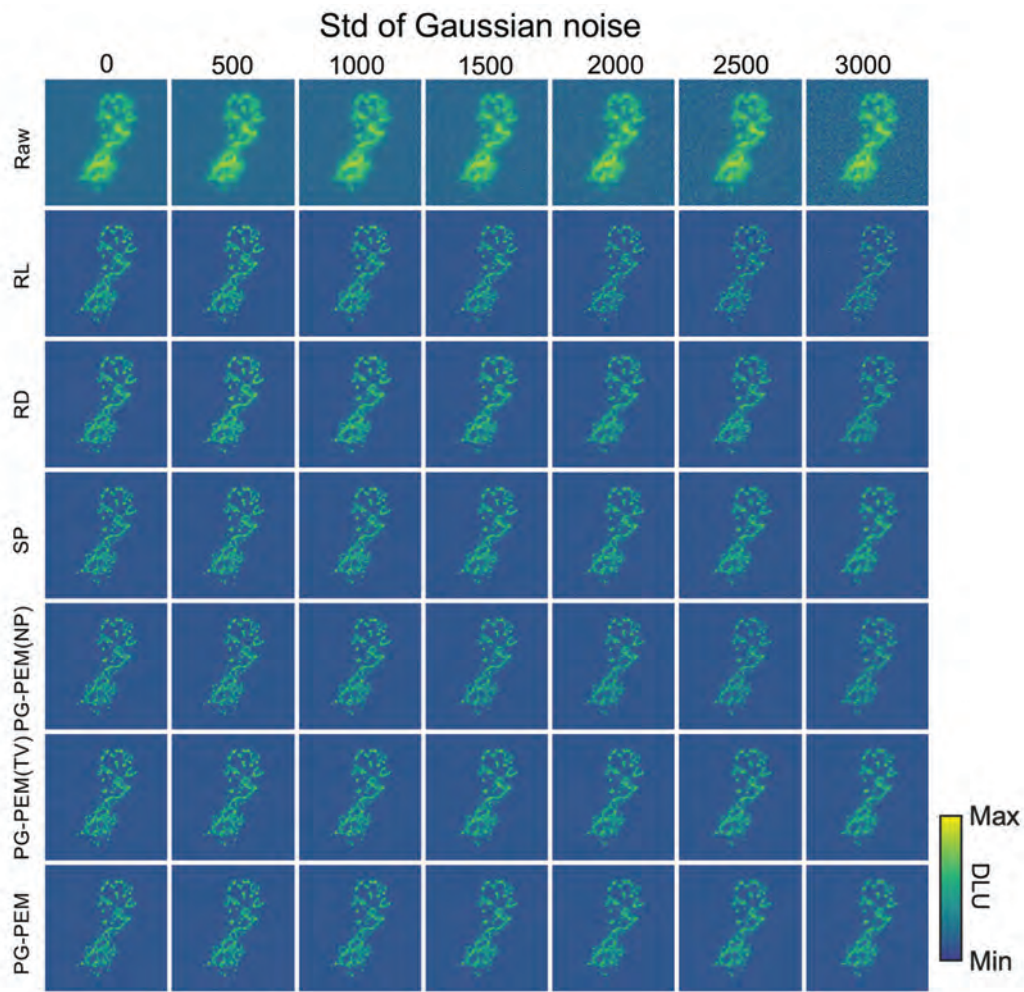 Std of Gaussian noise
0 500 1000 1500 2000 2500 3000
Raw
RL
RD
SP
PG-PEM(NP)
PG-PEM(TV)
PG-PEM
Max
DLU
Min